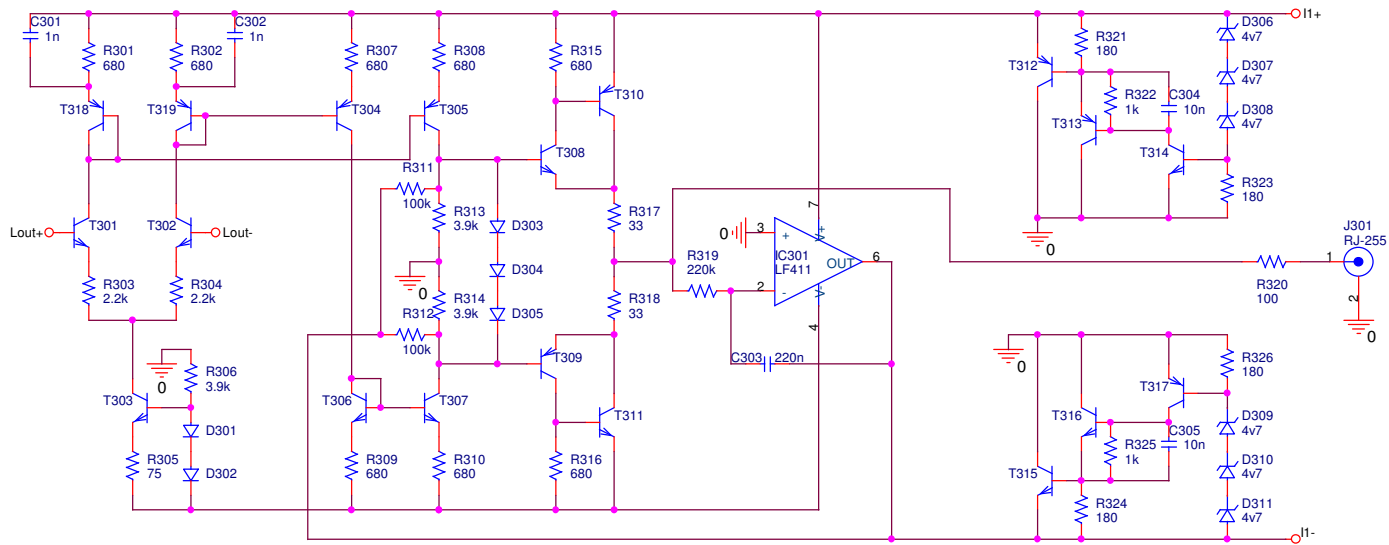 C301
1n
C302
1n
R301
680
R302
680
R307
680
R308
680
R315
680
I1+
D306
4v7
R321
180
T312
D307
4v7
T318
T319
T304
T305
T310
R322
1k
C304
10n
D308
4v7
T313
T314
T308
R311
100k
R323
180
7
R313
3.9k
D303
R317
33
Lout+
T301
T302
Lout-
0
3
+
V+
IC301
LF411
OUT
6
J301
RJ-255
1
R319
220k
D304
0
R303
2.2k
R304
2.2k
2
-
V-
R320
100
2
R314
3.9k
R318
33
D305
R312
100k
4
0
0
C303
220n
T309
0
R306
3.9k
0
R326
180
T317
T303
T306
T307
T311
T316
D309
4v7
D301
R325
1k
C305
10n
R305
75
D302
R309
680
R310
680
R316
680
T315
D310
4v7
R324
180
D311
4v7
I1-